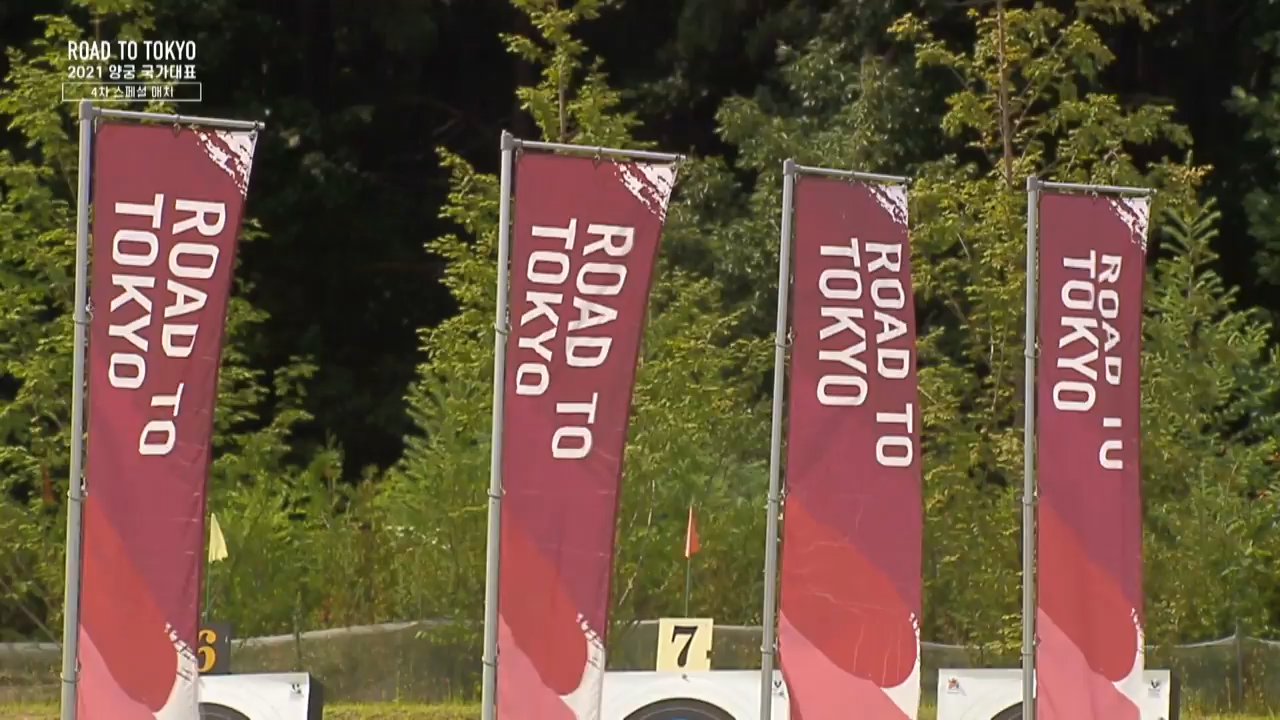 ROAD TO TOKYO
2021 양궁 국가대표
4차 스페셜 매치
ROAD TO
TOKYO
ROAD TO
TOKYO
ROAD TO
TOKYO
ROAD TO
TOKYO
6
7